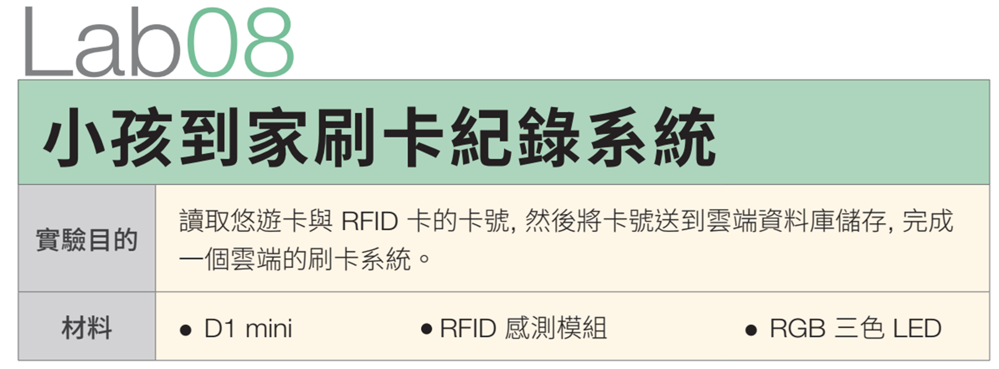 Lab08
小孩到家刷卡紀錄系統
實驗目的
讀取悠遊卡與 RFID 卡的卡號, 然後將卡號送到雲端資料庫儲存, 完成
一個雲端的刷卡系統。
材料
● D1 mini ● RFID 感測模組 ● RGB 三色 LED